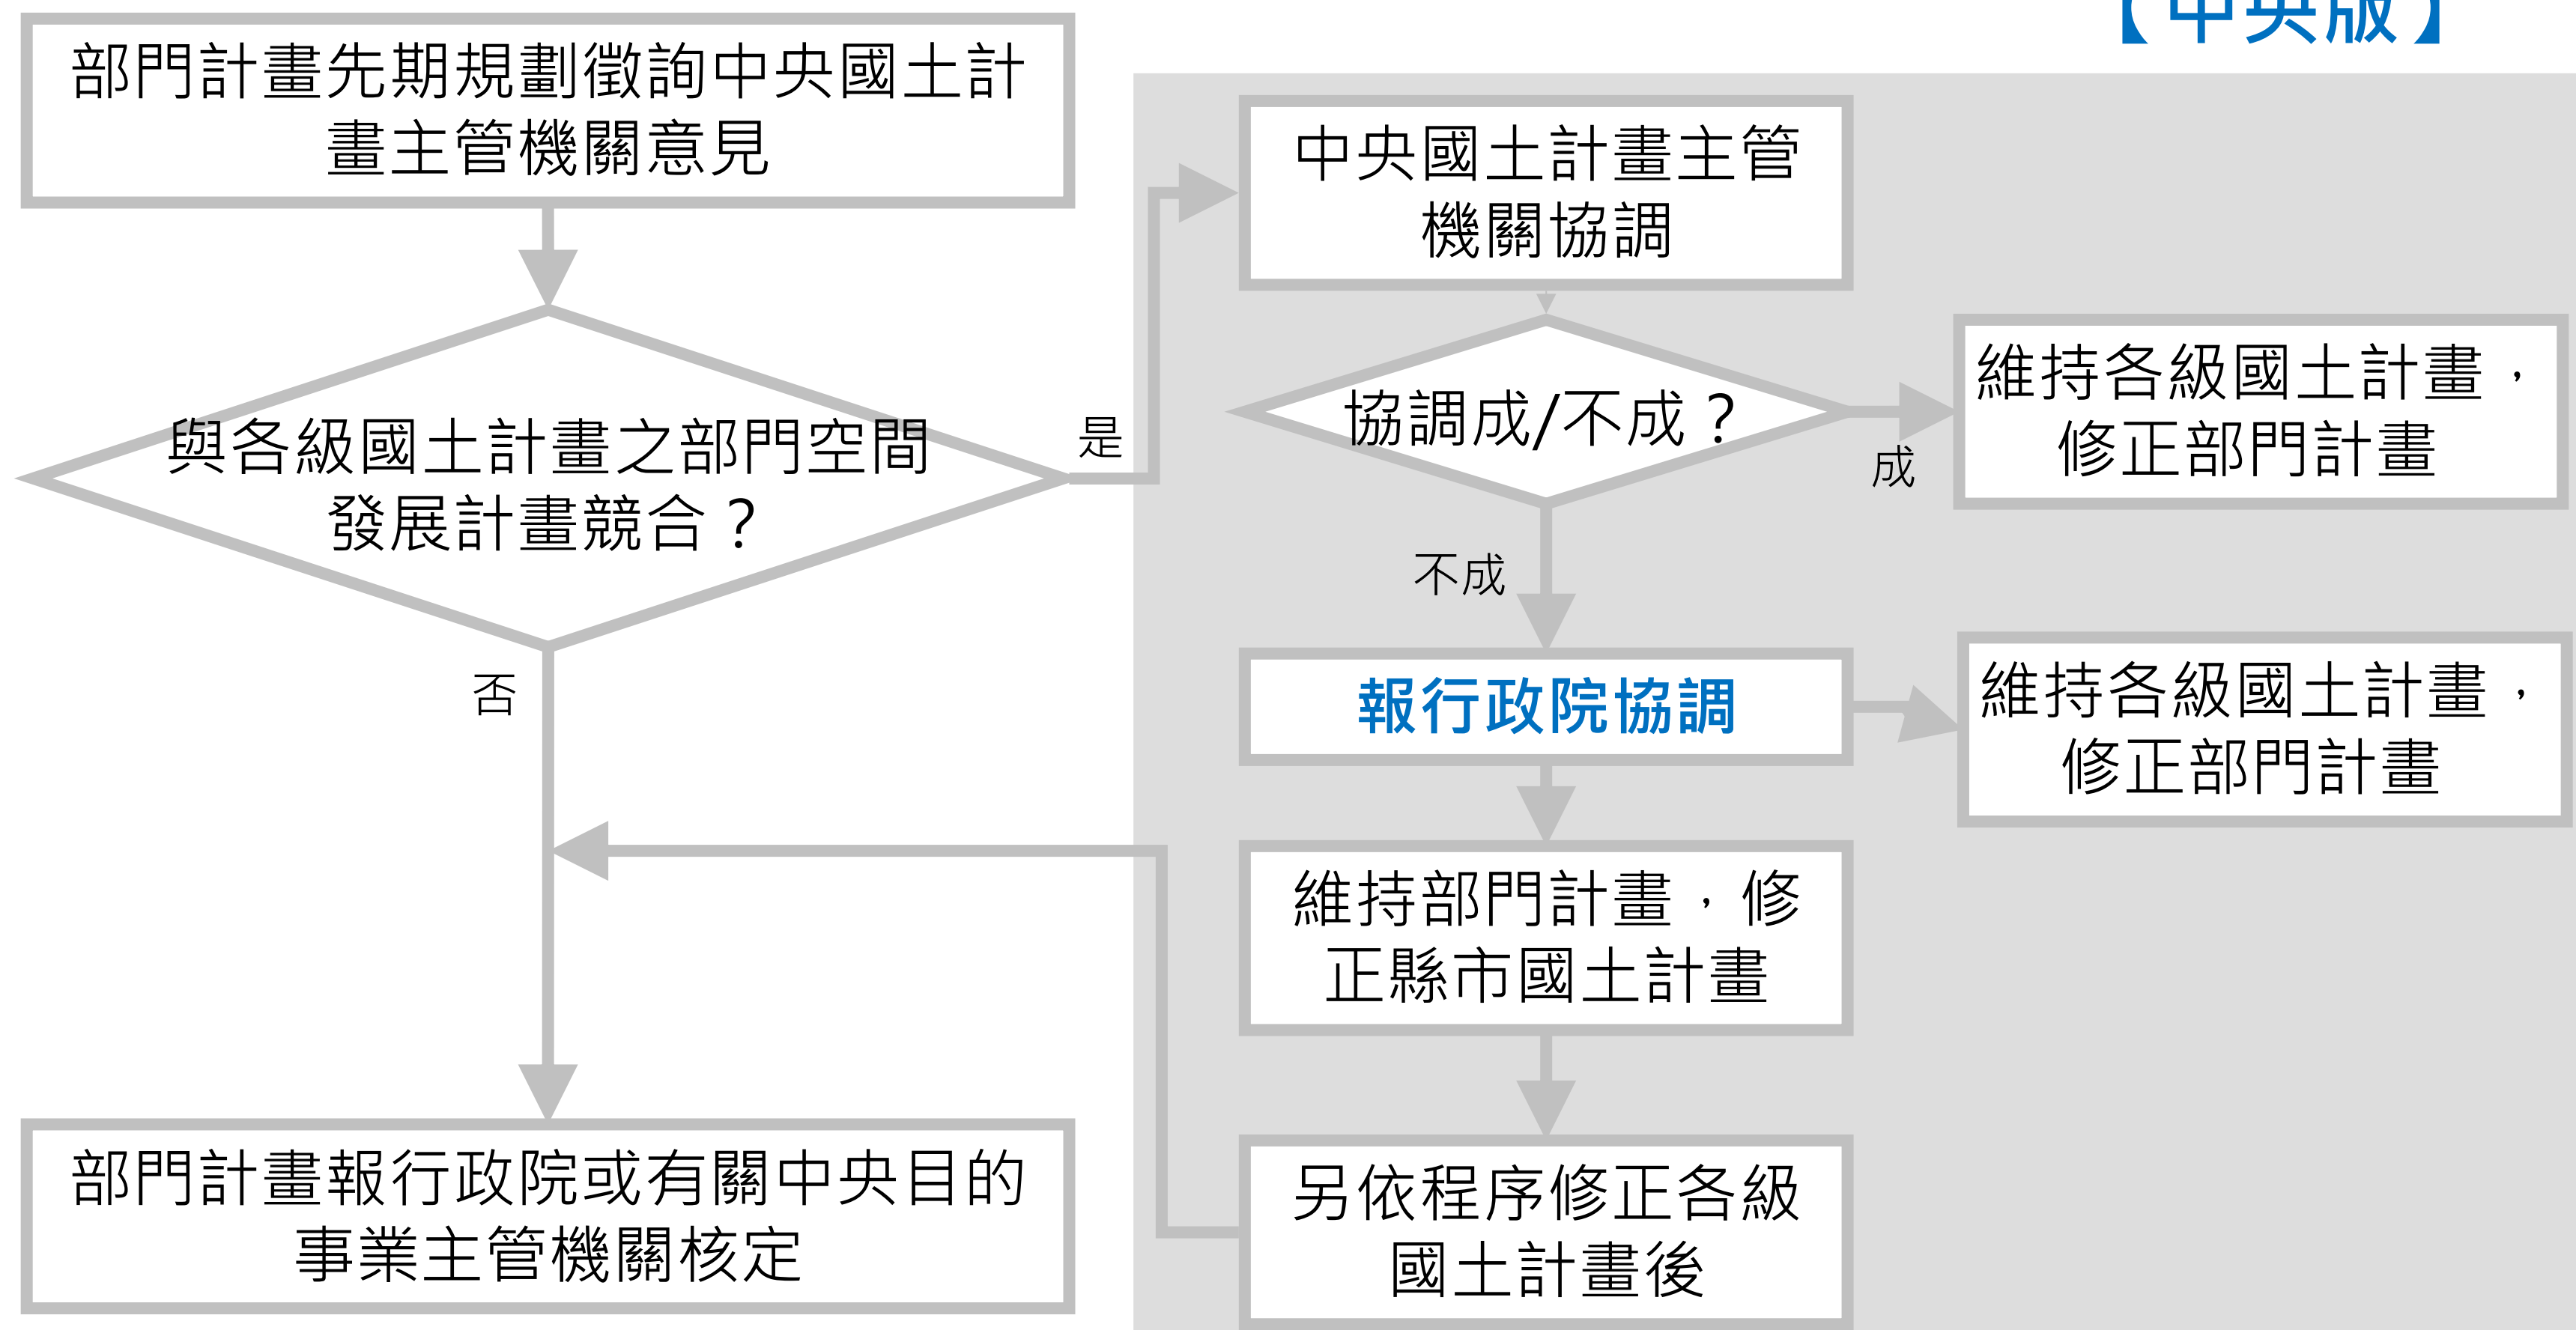 【中央版】
部門計畫先期規劃徵詢中央國土計
畫主管機關意見
與各級國土計畫之部門空間
發展計畫競合？
是
否
中央國土計畫主管
機關協調
協調成/不成？
成
不成
維持各級國土計畫，
修正部門計畫
報行政院協調
維持各級國土計畫，
修正部門計畫
維持部門計畫，修
正縣市國土計畫
另依程序修正各級
國土計畫後
部門計畫報行政院或有關中央目的
事業主管機關核定